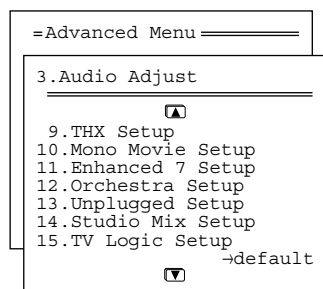 =Advanced Menu
3.Audio Adjust
9.THX Setup
10.Mono Movie Setup
11.Enhanced 7 Setup
12.Orchestra Setup
13.Unplugged Setup
14.Studio Mix Setup
15.TV Logic Setup
→default